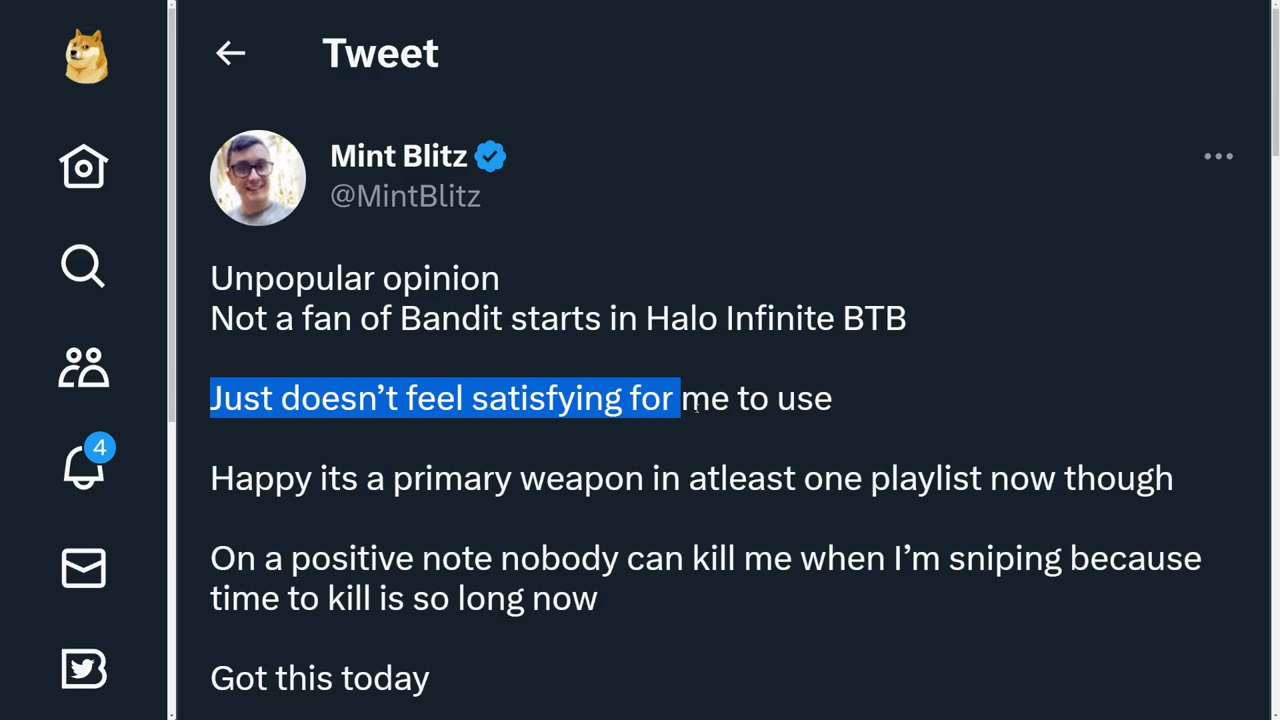 Tweet
Mint Blitz
@MintBlitz
Unpopular opinion
Not a fan of Bandit starts in Halo Infinite BTB
Just doesn’t feel satisfying for me to use
Happy its a primary weapon in atleast one playlist now though
On a positive note nobody can kill me when I’m sniping because
time to kill is so long now
Got this today
4